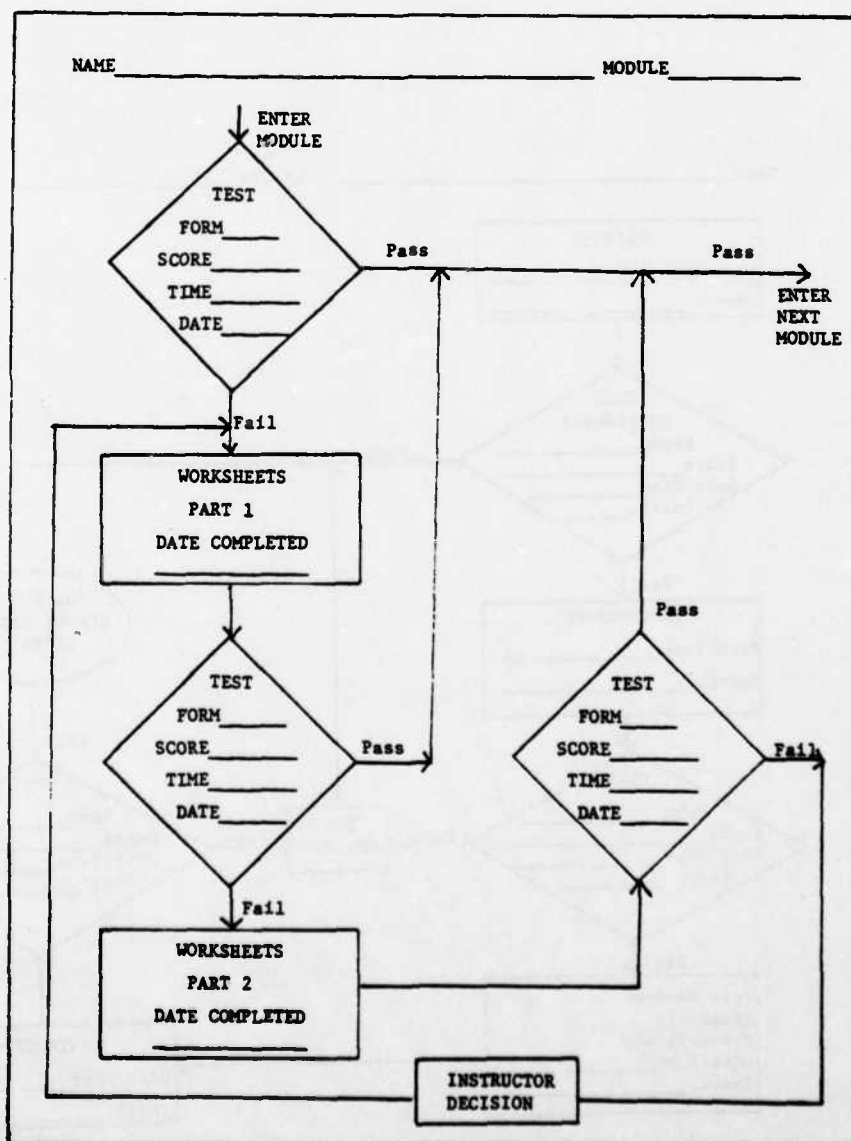 NAME MODULE
ENTER
MODULE
TEST
FORM
SCORE
TIME
DATE
Pass
Pass
ENTER
NEXT
MODULE
Fail
WORKSHEETS
PART 1
DATE COMPLETED
TEST
FORM
SCORE
TIME
DATE
Pass
Pass
TEST
FORM
SCORE
TIME
DATE
Fail
Fail
WORKSHEETS
PART 2
DATE COMPLETED
INSTRUCTOR
DECISION